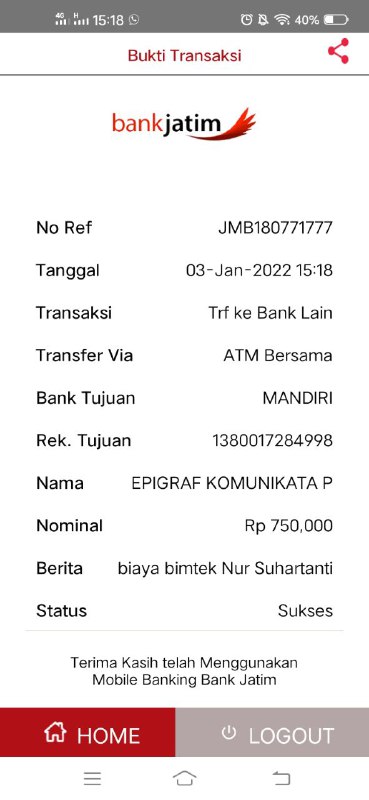 4G H 15:18 40%
Bukti Transaksi
bankjatim
No Ref JMB180771777
Tanggal 03-Jan-2022 15:18
Transaksi Trf ke Bank Lain
Transfer Via ATM Bersama
Bank Tujuan MANDIRI
Rek. Tujuan 1380017284998
Nama EPIGRAF KOMUNIKATA P
Nominal Rp 750,000
Berita biaya bimtek Nur Suhartanti
Status Sukses
Terima Kasih telah Menggunakan
Mobile Banking Bank Jatim
HOME LOGOUT